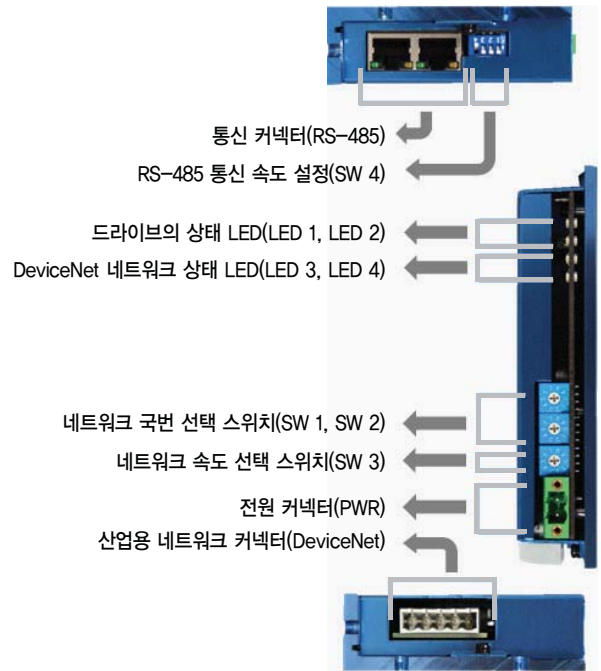 통신 커넥터(RS-485)
RS-485 통신 속도 설정(SW 4)
드라이브의 상태 LED(LED 1, LED 2)
DeviceNet 네트워크 상태 LED(LED 3, LED 4)
네트워크 국번 선택 스위치(SW 1, SW 2)
네트워크 속도 선택 스위치(SW 3)
전원 커넥터(PWR)
산업용 네트워크 커넥터(DeviceNet)